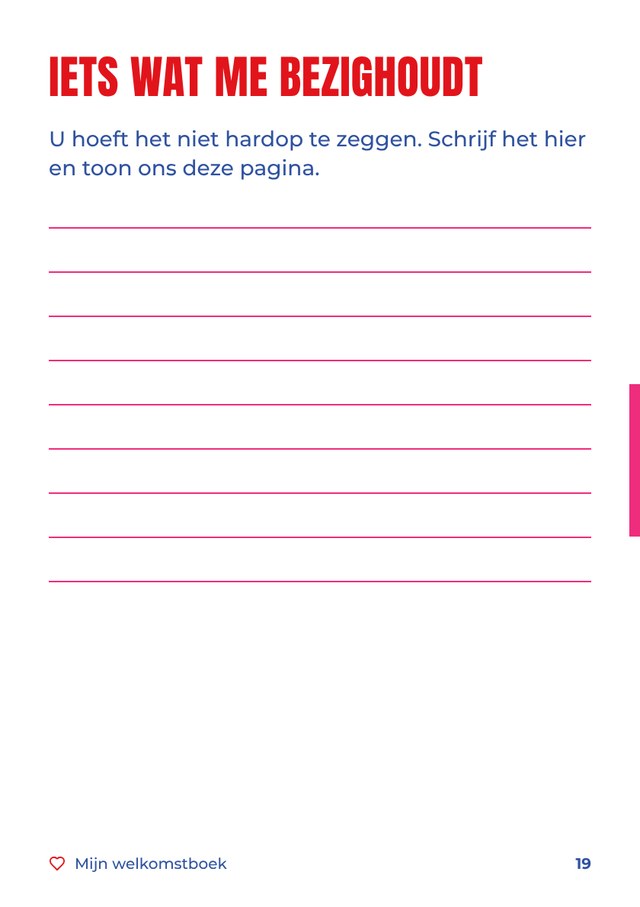 IETS WAT ME BEZIGHOUDT
U hoeft het niet hardop te zeggen. Schrijf het hier
en toon ons deze pagina.
Mijn welkomstboek
19